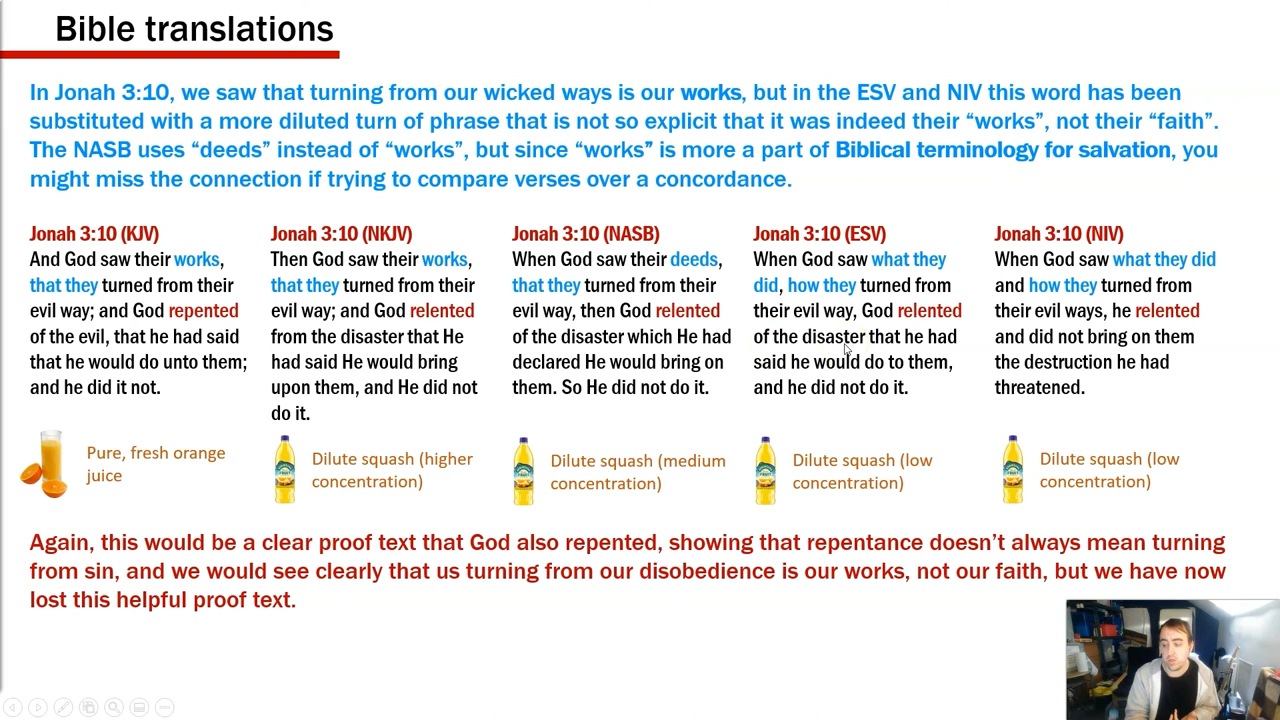 Bible translations
In Jonah 3:10, we saw that turning from our wicked ways is our works, but in the ESV and NIV this word has been
substituted with a more diluted turn of phrase that is not so explicit that it was indeed their “works”, not their “faith”.
The NASB uses “deeds” instead of “works”, but since “works” is more a part of Biblical terminology for salvation, you
might miss the connection if trying to compare verses over a concordance.
Jonah 3:10 (KJV)
And God saw their works,
that they turned from their
evil way; and God repented
of the evil, that he had said
that he would do unto them;
and he did it not.
Jonah 3:10 (NKJV)
Then God saw their works,
that they turned from their
evil way; and God relented
from the disaster that He
had said He would bring
upon them, and He did not
do it.
Jonah 3:10 (NASB)
When God saw their deeds,
that they turned from their
evil way, then God relented
of the disaster which He had
declared He would bring on
them. So He did not do it.
Jonah 3:10 (ESV)
When God saw what they
did, how they turned from
their evil way, God relented
of the disaster that he had
said he would do to them,
and he did not do it.
Jonah 3:10 (NIV)
When God saw what they did
and how they turned from
their evil ways, he relented
and did not bring on them
the destruction he had
threatened.
Pure, fresh orange
juice
Dilute squash (higher
concentration)
Dilute squash (medium
concentration)
Dilute squash (low
concentration)
Dilute squash (low
concentration)
Again, this would be a clear proof text that God also repented, showing that repentance doesn’t always mean turning
from sin, and we would see clearly that us turning from our disobedience is our works, not our faith, but we have now
lost this helpful proof text.